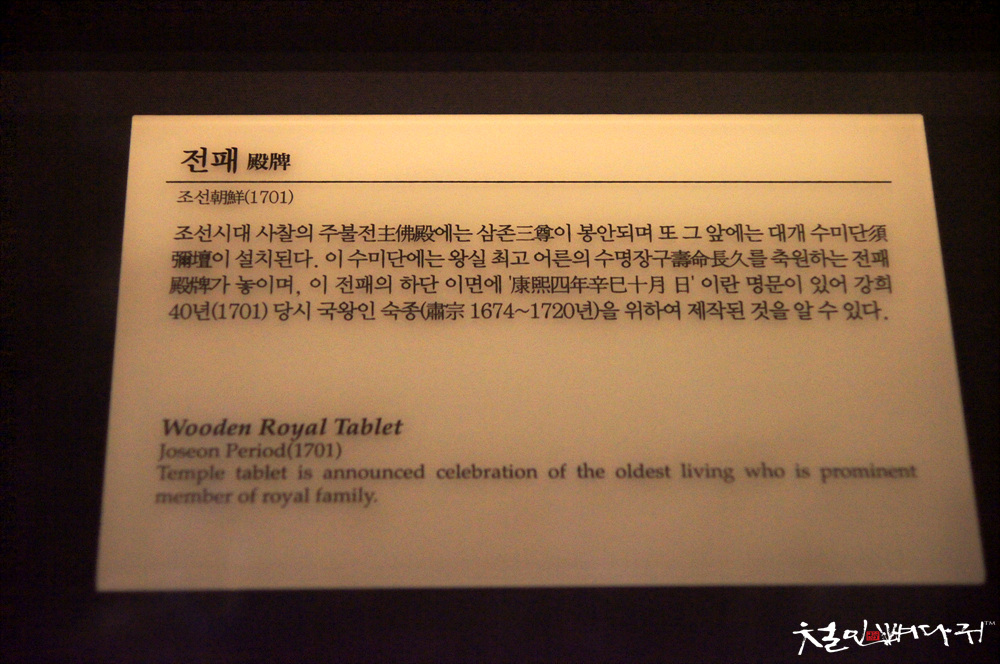 전패 殿牌
조선朝鮮(1701)
조선시대 사찰의 주불전主佛殿에는 삼존三尊이 봉안되며 또 그 앞에는 대개 수미단須
彌壇이 설치된다. 이 수미단에는 왕실 최고 어른의 수명장구壽命長久를 축원하는 전패
殿牌가 놓이며, 이 전패의 하단 이면에 '康熙四年辛巳十月 日' 이란 명문이 있어 강희
40년(1701) 당시 국왕인 숙종(肅宗 1674~1720년)을 위하여 제작된 것을 알 수 있다.
Wooden Royal Tablet
Joseon Period(1701)
Temple tablet is announced celebration of the oldest living who is prominent
member of royal family.